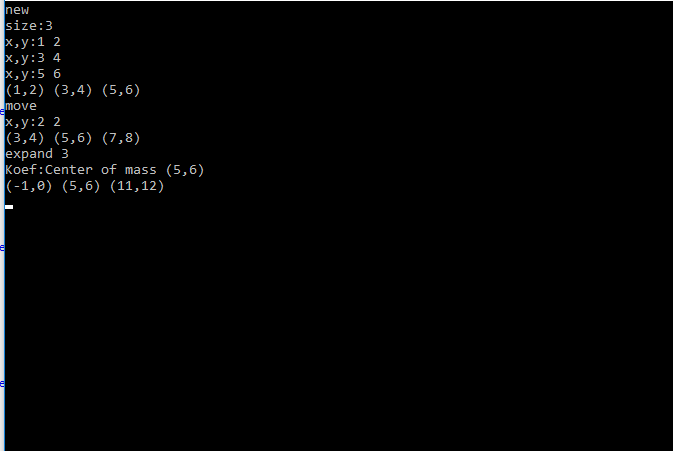 new
size:3
x,y:1 2
x,y:3 4
x,y:5 6
(1,2) (3,4) (5,6)
move
x,y:2 2
(3,4) (5,6) (7,8)
expand 3
Koef:Center of mass (5,6)
(-1,0) (5,6) (11,12)